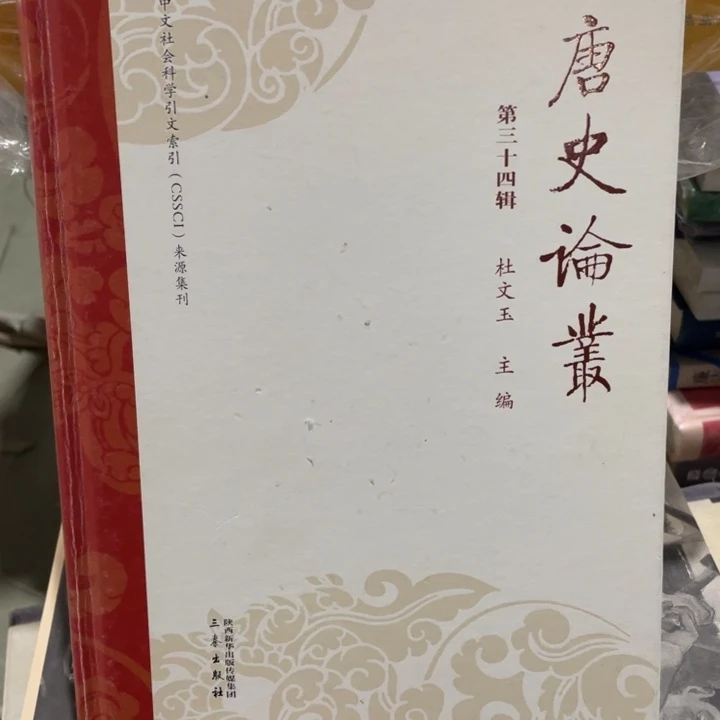 唐史論叢
第三十四辑
杜文玉 主编
中文社会科学引文索引（CSSCI）来源集刊
陕西新华出版传媒集团
三秦出版社